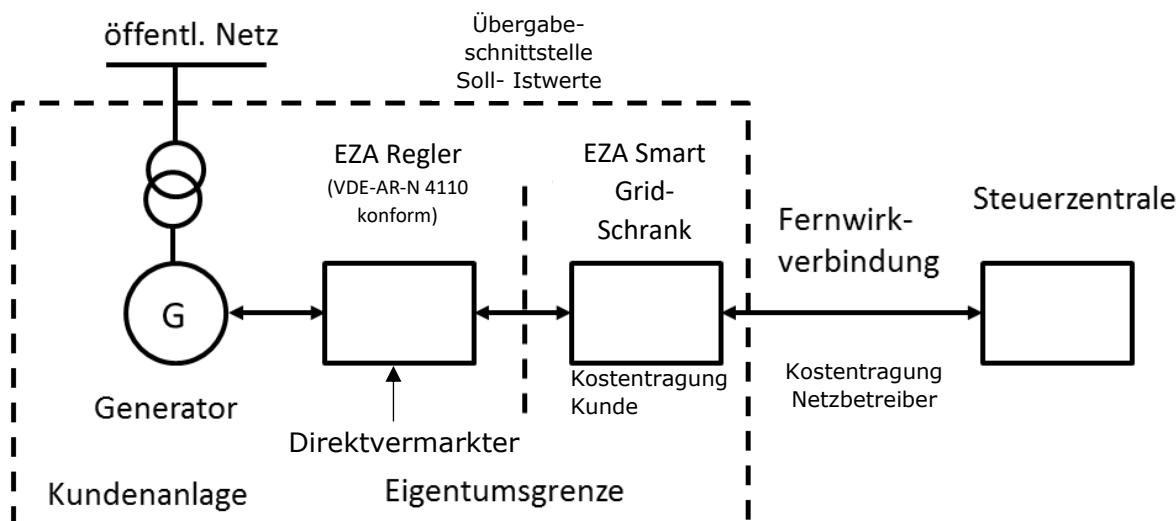 öffentl. Netz
Übergabe-
schnittstelle
Soll- Istwerte
EZA Regler
(VDE-AR-N 4110
konform)
EZA Smart
Grid-
Schrank
Fernwirk-
verbindung
Steuerzentrale
G
Generator
Direktvermarkter
Kostentragung
Kunde
Kostentragung
Netzbetreiber
Kundenanlage
Eigentumsgrenze